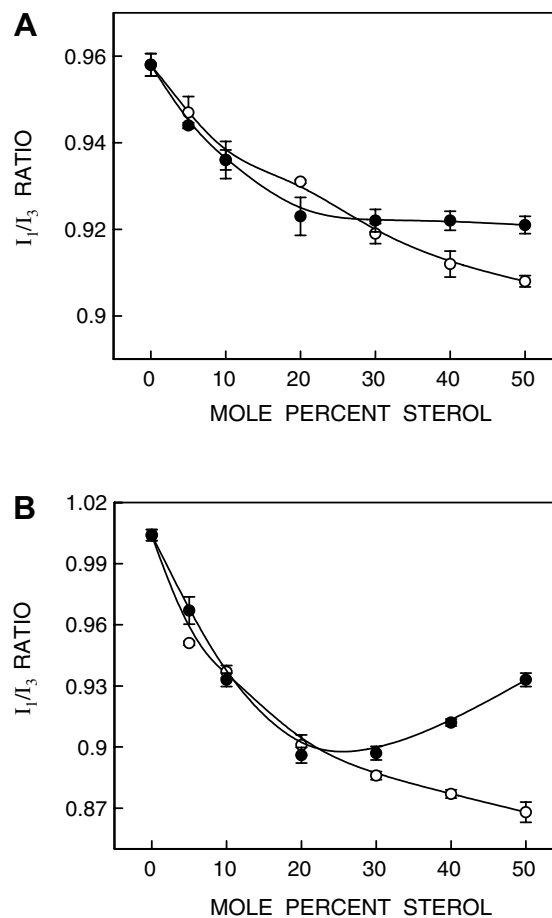 A
I₁/I₃ RATIO
0.96
0.94
0.92
0.9
0 10 20 30 40 50
MOLE PERCENT STEROL
B
I₁/I₃ RATIO
1.02
0.99
0.96
0.93
0.9
0.87
0 10 20 30 40 50
MOLE PERCENT STEROL